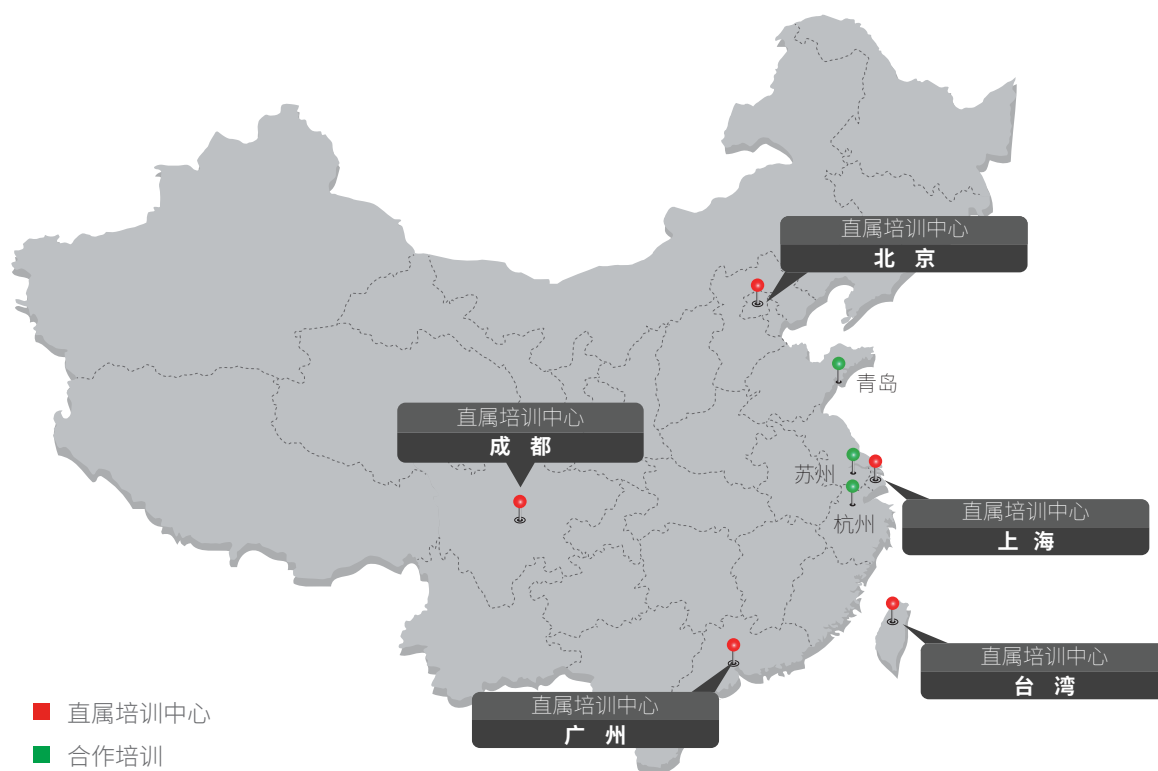 直属培训中心
北 京
青岛
直属培训中心
成 都
苏州
杭州
直属培训中心
上 海
直属培训中心
台 湾
直属培训中心
广 州
直属培训中心
合作培训